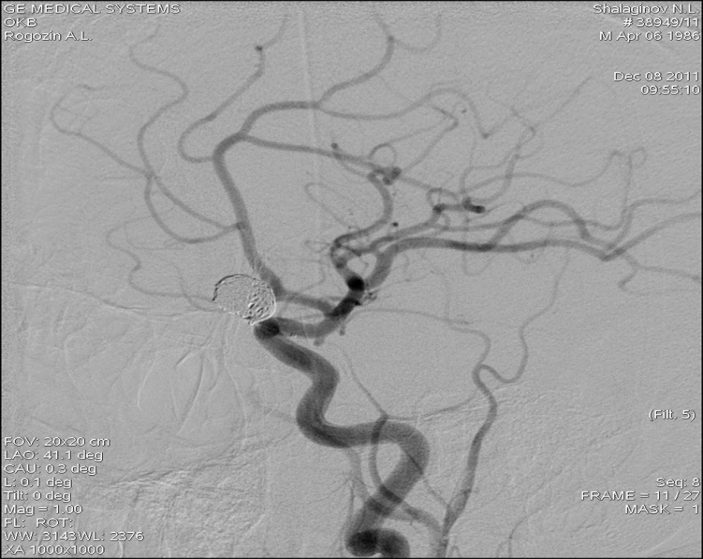 GE MEDICAL SYSTEMS
OKB
Rogozin A.L.
Shalaginov N.L.
# 38949/11
M Apr 06 1986
Dec 08 2011
09:55:10
(Filt. 5)
FOV: 20x20 cm
LAO: 41.1 deg
CAU: 0.3 deg
L: 0.1 deg
Tilt: 0 deg
Mag = 1.00
FL: ROT:
WW: 3143WL: 2376
XA 1000x1000
Seq: 8
FRAME = 11 / 27
MASK = 1